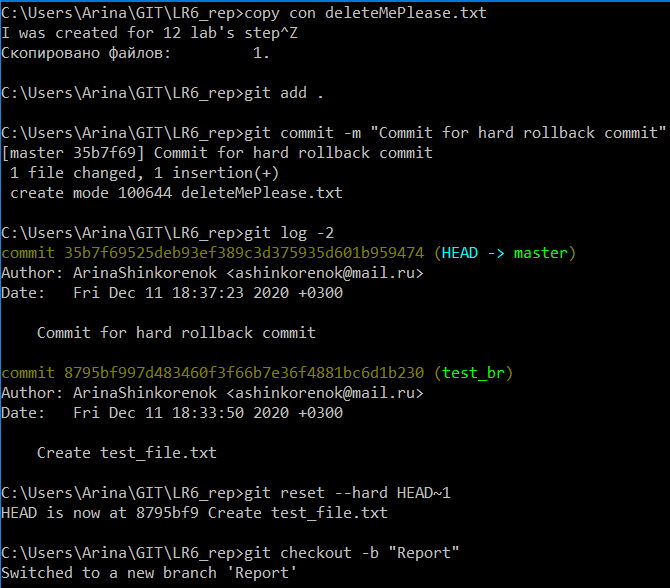 C:\Users\Arina\GIT\LR6_rep>copy con deleteMePlease.txt
I was created for 12 lab's step^Z
Скопировано файлов:         1.
C:\Users\Arina\GIT\LR6_rep>git add .
C:\Users\Arina\GIT\LR6_rep>git commit -m "Commit for hard rollback commit"
[master 35b7f69] Commit for hard rollback commit
 1 file changed, 1 insertion(+)
 create mode 100644 deleteMePlease.txt
C:\Users\Arina\GIT\LR6_rep>git log -2
commit 35b7f69525deb93ef389c3d375935d601b959474 (HEAD -> master)
Author: ArinaShinkorenok <ashinkorenok@mail.ru>
Date:   Fri Dec 11 18:37:23 2020 +0300
    Commit for hard rollback commit
commit 8795bf997d483460f3f66b7e36f4881bc6d1b230 (test_br)
Author: ArinaShinkorenok <ashinkorenok@mail.ru>
Date:   Fri Dec 11 18:33:50 2020 +0300
    Create test_file.txt
C:\Users\Arina\GIT\LR6_rep>git reset --hard HEAD~1
HEAD is now at 8795bf9 Create test_file.txt
C:\Users\Arina\GIT\LR6_rep>git checkout -b "Report"
Switched to a new branch 'Report'